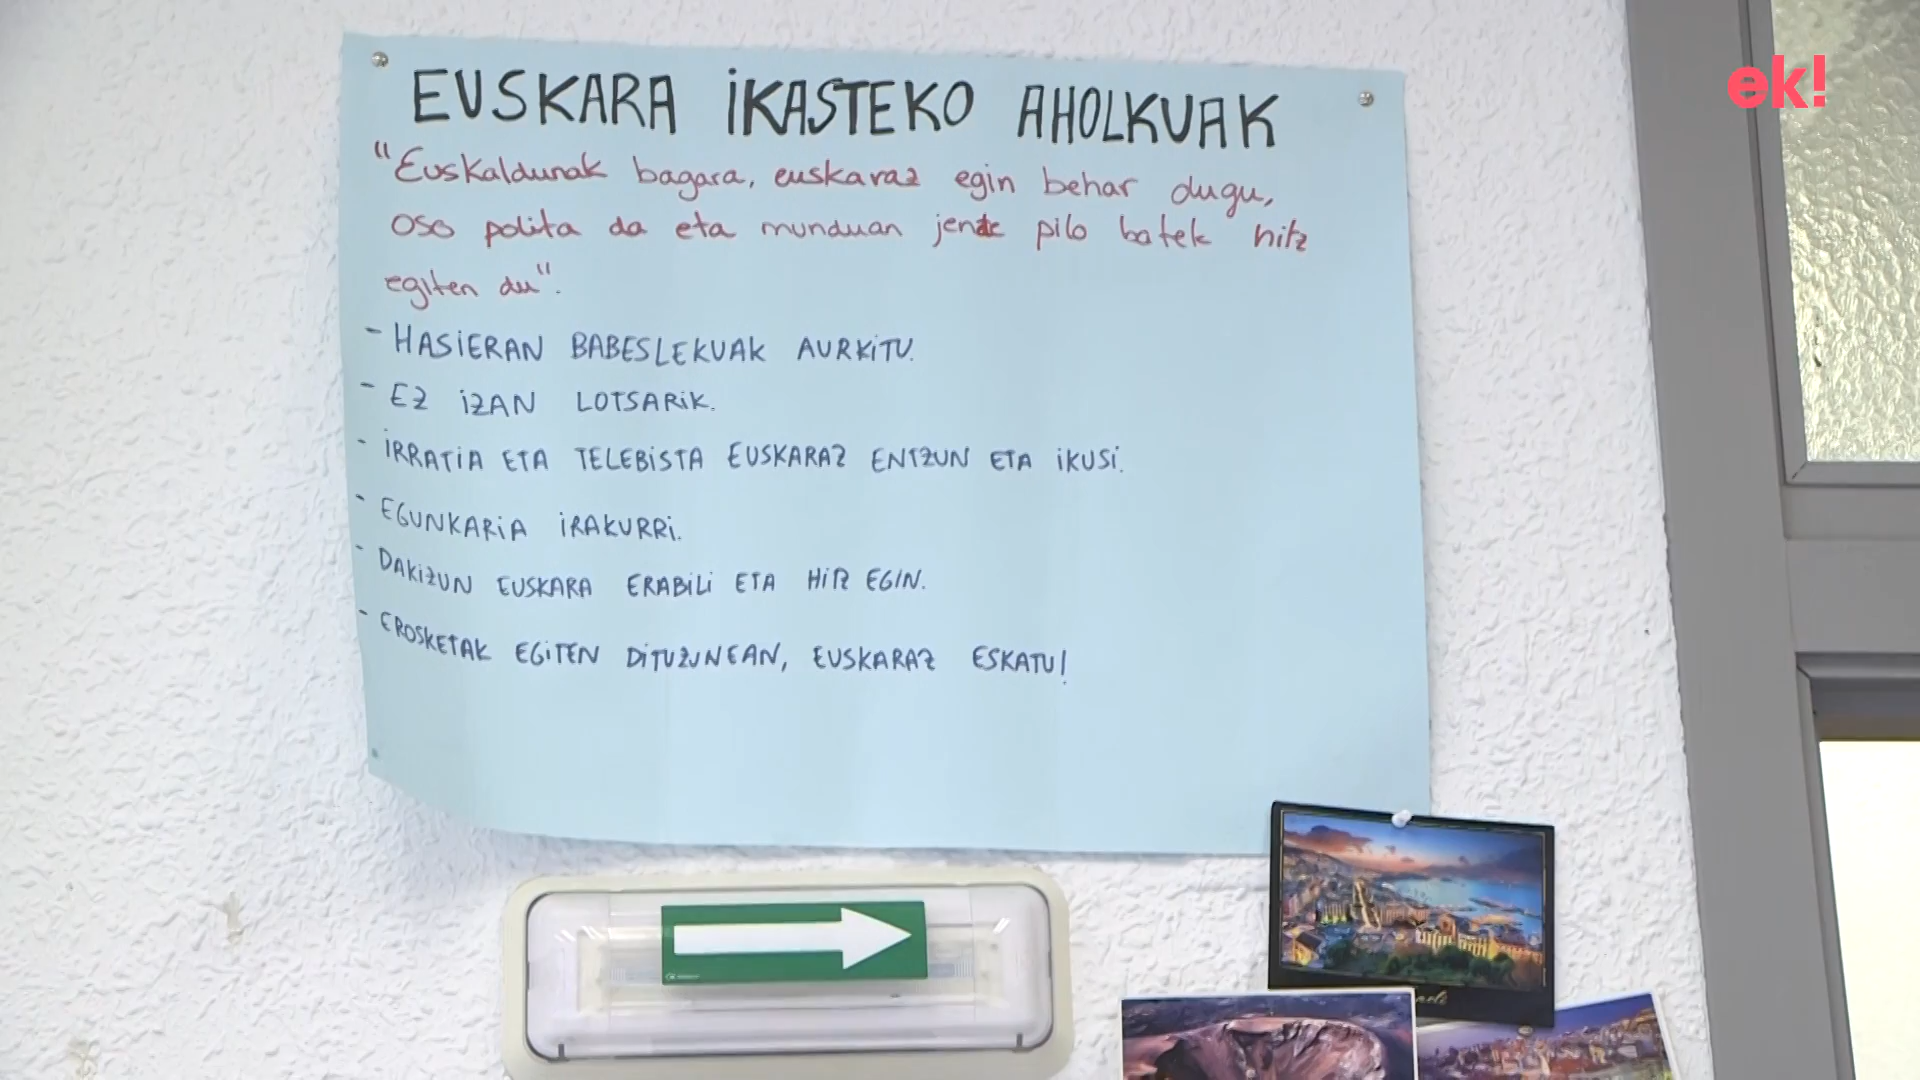 ek!
EUSKARA IKASTEKO AHOLKUAK
"Euskaldunak bagara, euskaraz egin behar dugu,
oso polita da eta munduan jende pilo batek hitz
egiten du".
- HASIERAN BABESLEKUAK AURKITU.
- EZ IZAN LOTSARIK.
- IRRATIA ETA TELEBISTA EUSKARAZ ENTZUN ETA IKUSI.
- EGUNKARIA IRAKURRI.
- DAKIZUN EUSKARA ERABILI ETA HITZ EGIN.
- EROSKETAK EGITEN DITUZUNEAN, EUSKARAZ ESKATU!